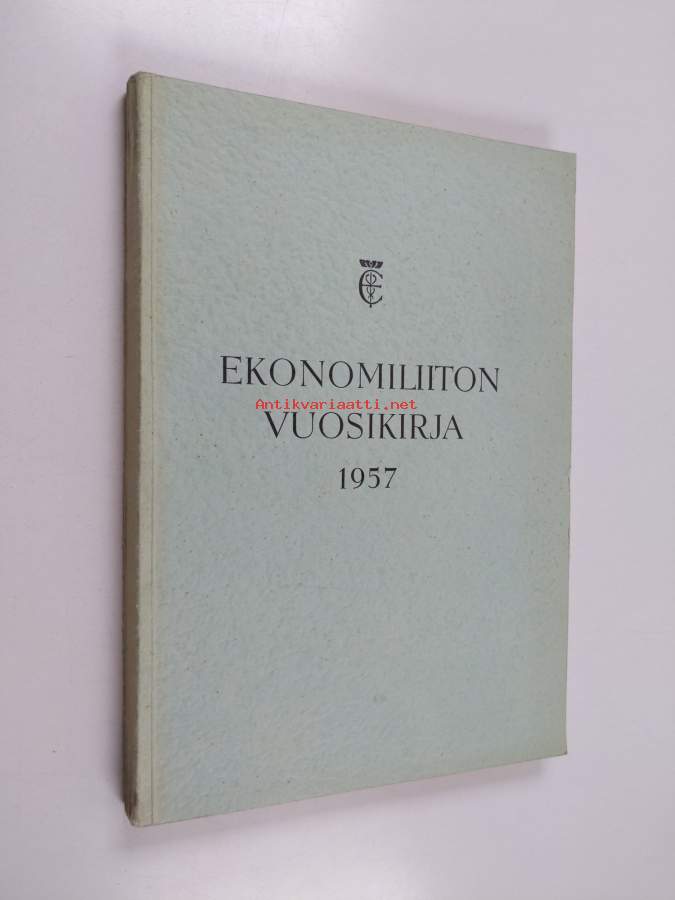 EKONOMILIITON
Antikvariaatti.net
VUOSIKIRJA
1957